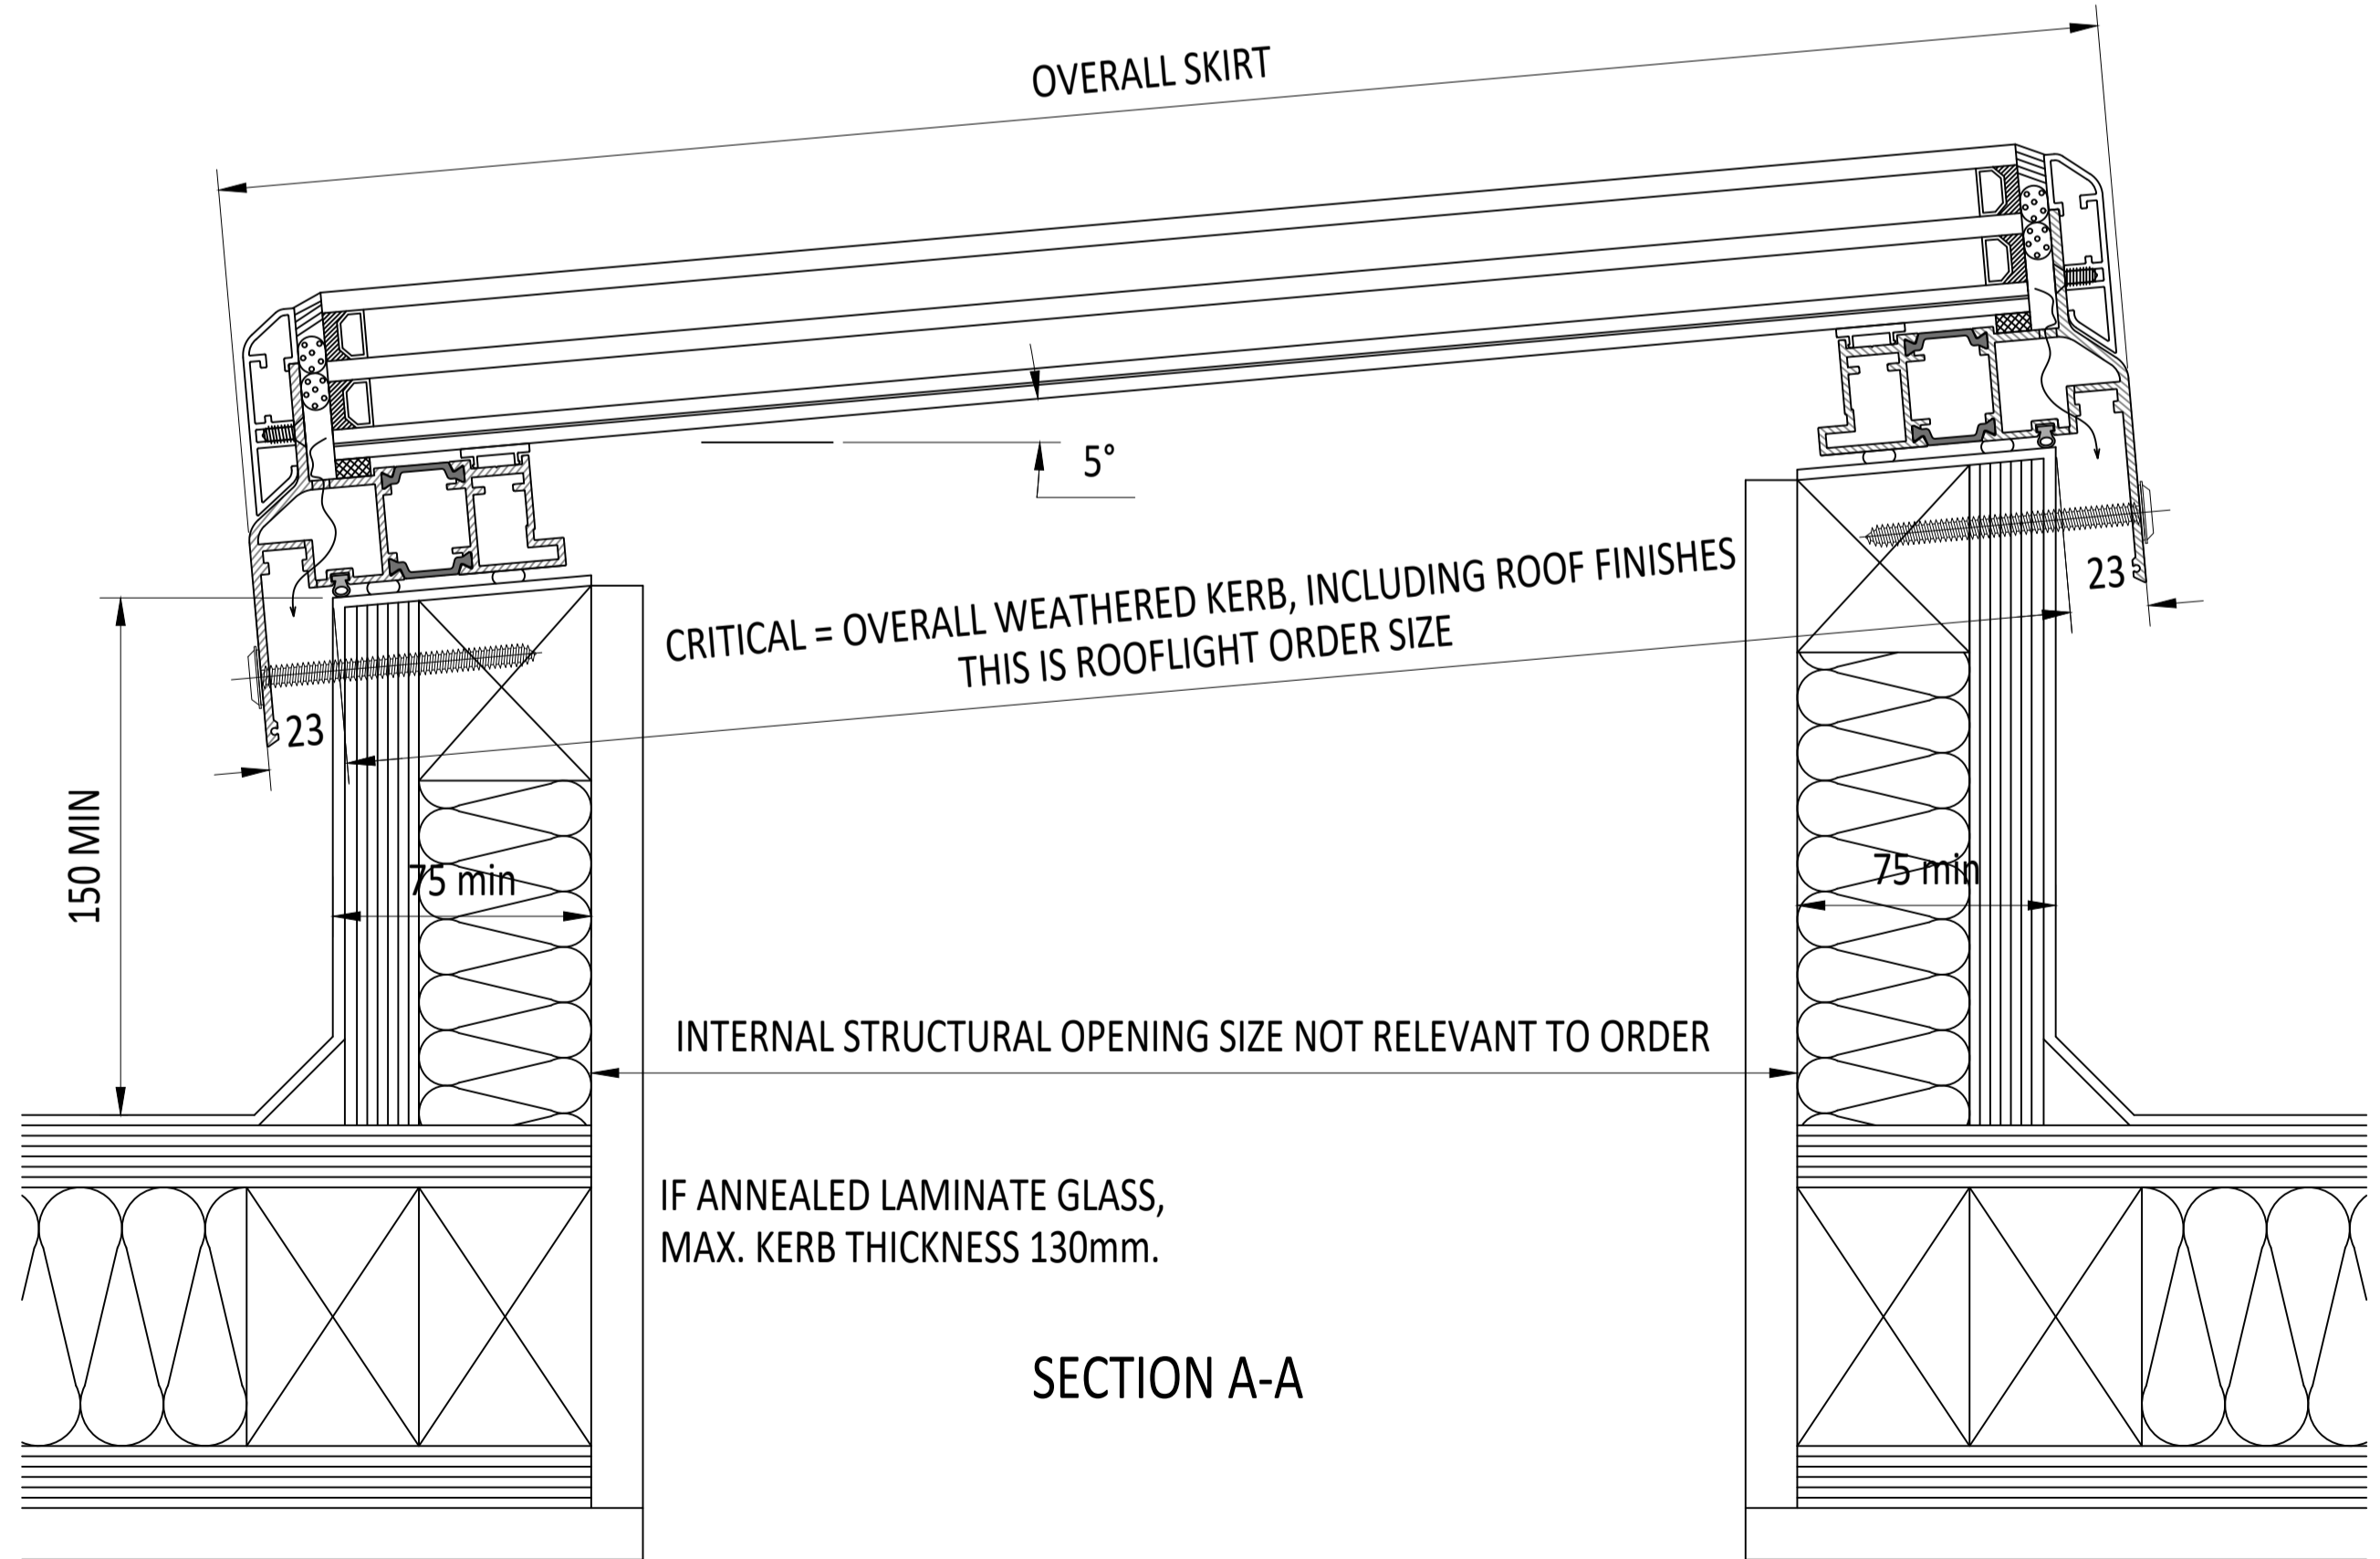 OVERALL SKIRT
5°
CRITICAL = OVERALL WEATHERED KERB, INCLUDING ROOF FINISHES
THIS IS ROOFLIGHT ORDER SIZE
23
23
150 MIN
75 min
75 min
INTERNAL STRUCTURAL OPENING SIZE NOT RELEVANT TO ORDER
IF ANNEALED LAMINATE GLASS,
MAX. KERB THICKNESS 130mm.
SECTION A-A